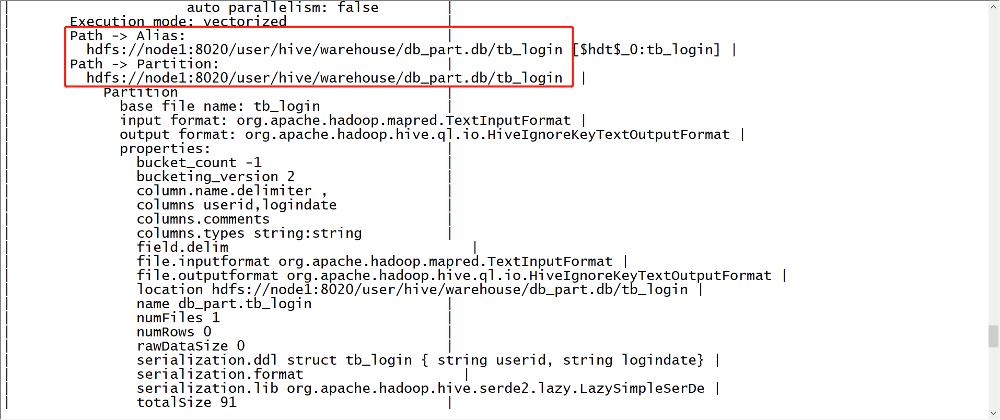 |                     auto parallelism: false        |
|       Execution mode: vectorized                   |
|       Path -> Alias:                               |
|         hdfs://node1:8020/user/hive/warehouse/db_part.db/tb_login [$hdt$_0:tb_login] |
|       Path -> Partition:                           |
|         hdfs://node1:8020/user/hive/warehouse/db_part.db/tb_login  |
|           Partition                                |
|             base file name: tb_login               |
|             input format: org.apache.hadoop.mapred.TextInputFormat |
|             output format: org.apache.hadoop.hive.ql.io.HiveIgnoreKeyTextOutputFormat |
|             properties:                            |
|               bucket_count -1                      |
|               bucketing_version 2                  |
|               column.name.delimiter ,              |
|               columns userid,logindate             |
|               columns.comments                     |
|               columns.types string:string          |
|               field.delim                             |
|               file.inputformat org.apache.hadoop.mapred.TextInputFormat |
|               file.outputformat org.apache.hadoop.hive.ql.io.HiveIgnoreKeyTextOutputFormat |
|               location hdfs://node1:8020/user/hive/warehouse/db_part.db/tb_login |
|               name db_part.tb_login                |
|               numFiles 1                           |
|               numRows 0                            |
|               rawDataSize 0                        |
|               serialization.ddl struct tb_login { string userid, string logindate} |
|               serialization.format                   |
|               serialization.lib org.apache.hadoop.hive.serde2.lazy.LazySimpleSerDe |
|               totalSize 91                         |